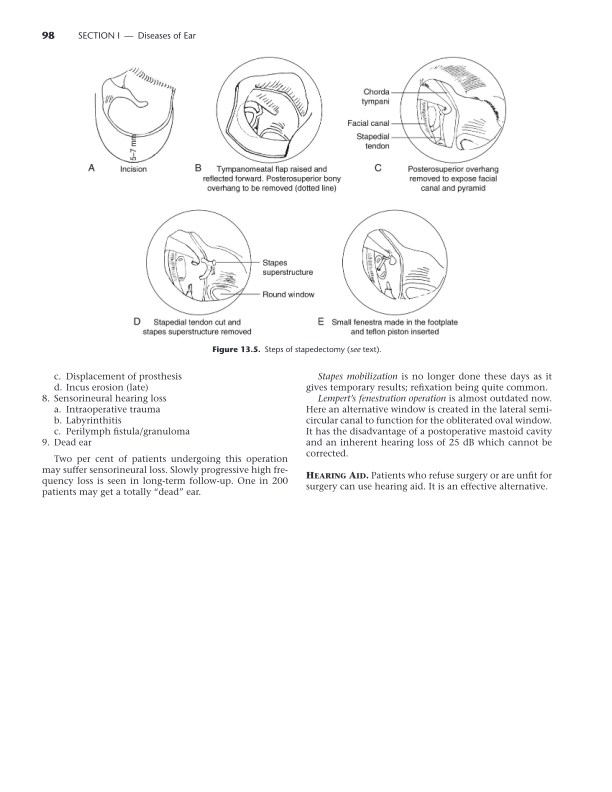 98 SECTION I — Diseases of Ear
5–7 mm
A Incision
B Tympanomeatal flap raised and
reflected forward. Posterosuperior bony
overhang to be removed (dotted line)
Chorda
tympani
Facial canal
Stapedial
tendon
C Posterosuperior overhang
removed to expose facial
canal and pyramid
Stapes
superstructure
Round window
D Stapedial tendon cut and
stapes superstructure removed
E Small fenestra made in the footplate
and teflon piston inserted
Figure 13.5. Steps of stapedectomy (see text).
c. Displacement of prosthesis
d. Incus erosion (late)
8. Sensorineural hearing loss
a. Intraoperative trauma
b. Labyrinthitis
c. Perilymph fistula/granuloma
9. Dead ear
Two per cent of patients undergoing this operation
may suffer sensorineural loss. Slowly progressive high fre-
quency loss is seen in long-term follow-up. One in 200
patients may get a totally “dead” ear.
Stapes mobilization is no longer done these days as it
gives temporary results; refixation being quite common.
Lempert’s fenestration operation is almost outdated now.
Here an alternative window is created in the lateral semi-
circular canal to function for the obliterated oval window.
It has the disadvantage of a postoperative mastoid cavity
and an inherent hearing loss of 25 dB which cannot be
corrected.
HEARING AID. Patients who refuse surgery or are unfit for
surgery can use hearing aid. It is an effective alternative.